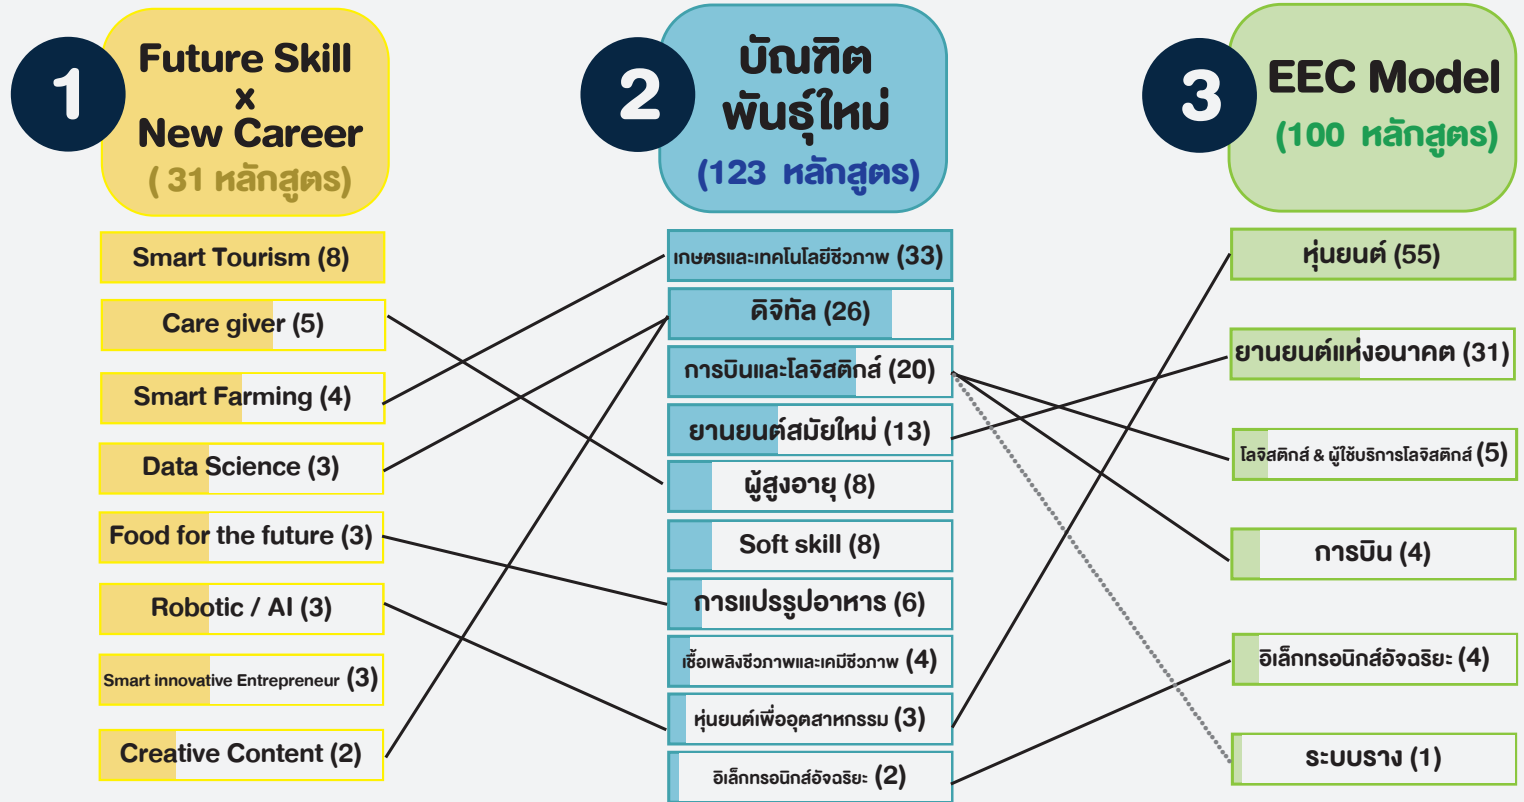 1
Future Skill
x
New Career
( 31 หลักสูตร)
Smart Tourism (8)
Care giver (5)
Smart Farming (4)
Data Science (3)
Food for the future (3)
Robotic / AI (3)
Smart innovative Entrepreneur (3)
Creative Content (2)
2
บัณฑิต
พันธุ์ใหม่
(123 หลักสูตร)
เกษตรและเทคโนโลยีชีวภาพ (33)
ดิจิทัล (26)
การบินและโลจิสติกส์ (20)
ยานยนต์สมัยใหม่ (13)
ผู้สูงอายุ (8)
Soft skill (8)
การแปรรูปอาหาร (6)
เชื้อเพลิงชีวภาพและเคมีชีวภาพ (4)
หุ่นยนต์เพื่ออุตสาหกรรม (3)
อิเล็กทรอนิกส์อัจฉริยะ (2)
3
EEC Model
(100 หลักสูตร)
หุ่นยนต์ (55)
ยานยนต์แห่งอนาคต (31)
โลจิสติกส์ & ผู้ใช้บริการโลจิสติกส์ (5)
การบิน (4)
อิเล็กทรอนิกส์อัจฉริยะ (4)
ระบบราง (1)